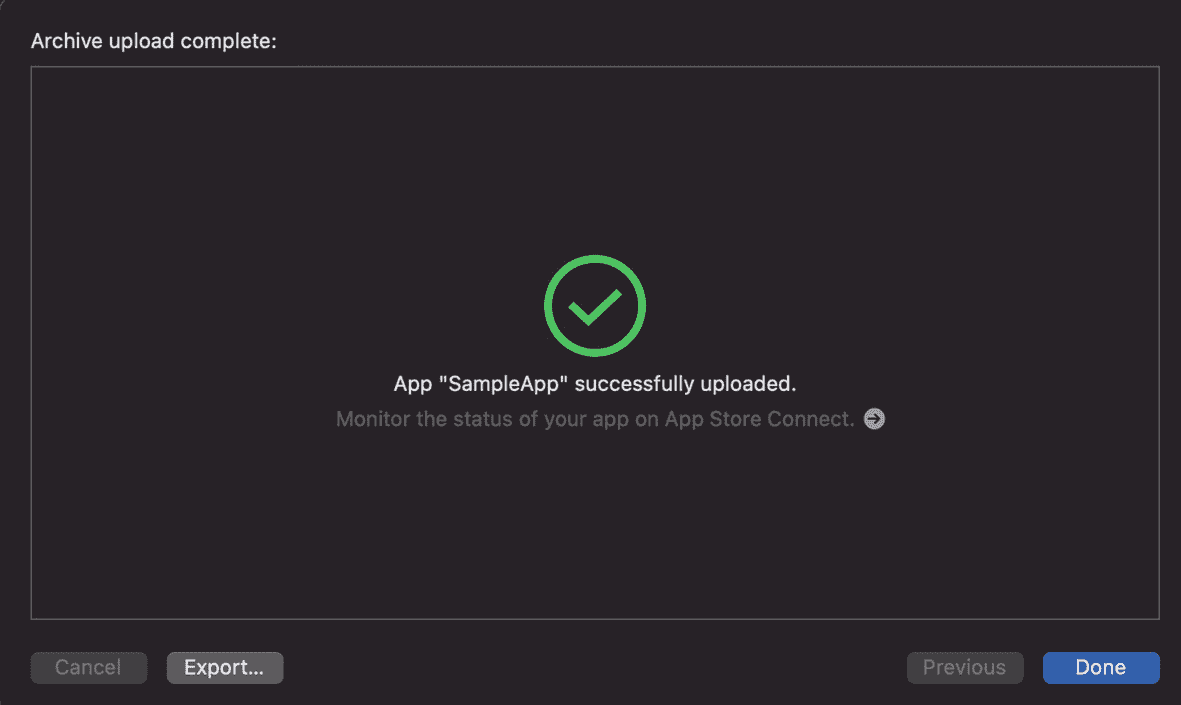 Archive upload complete:
App "SampleApp" successfully uploaded.
Monitor the status of your app on App Store Connect.
Cancel
Export...
Previous
Done